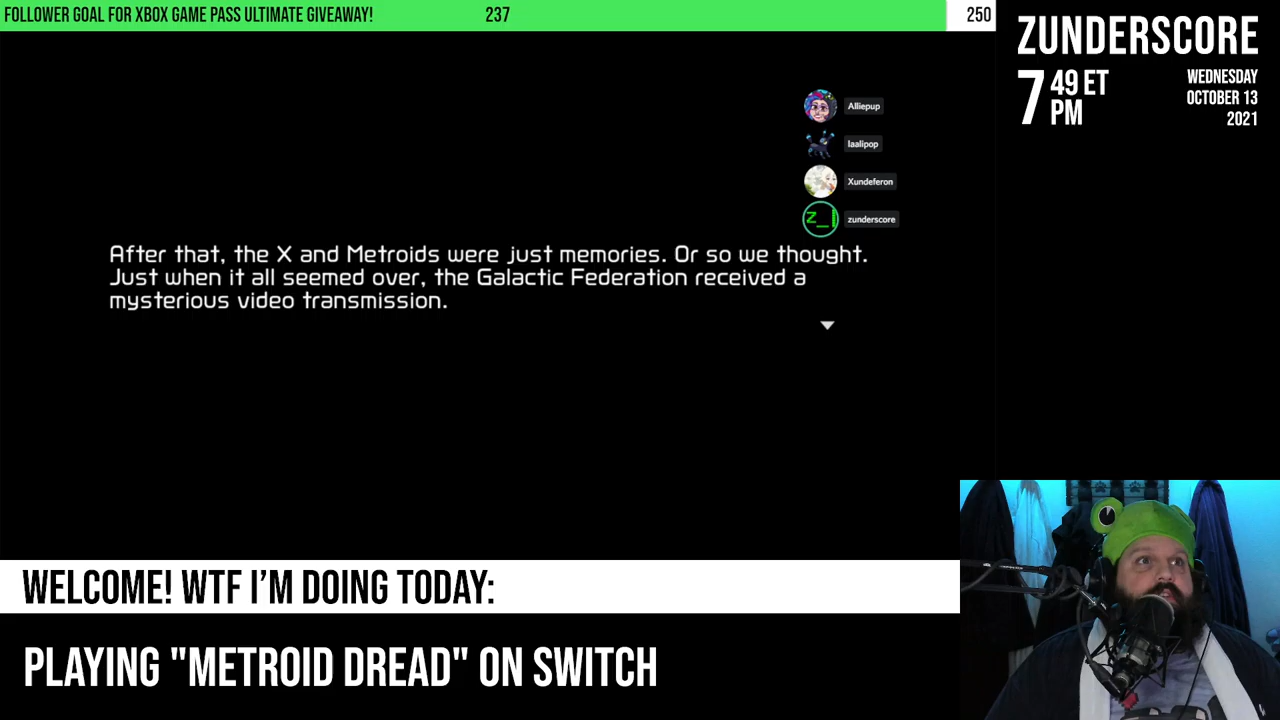 FOLLOWER GOAL FOR XBOX GAME PASS ULTIMATE GIVEAWAY! 237 250
ZUNDERSCORE
7 49 ET PM
WEDNESDAY
OCTOBER 13
2021
Alliepup
laalipop
Xundeferon
z_
zunderscore
After that, the X and Metroids were just memories. Or so we thought.
Just when it all seemed over, the Galactic Federation received a
mysterious video transmission.
WELCOME! WTF I'M DOING TODAY:
PLAYING "METROID DREAD" ON SWITCH